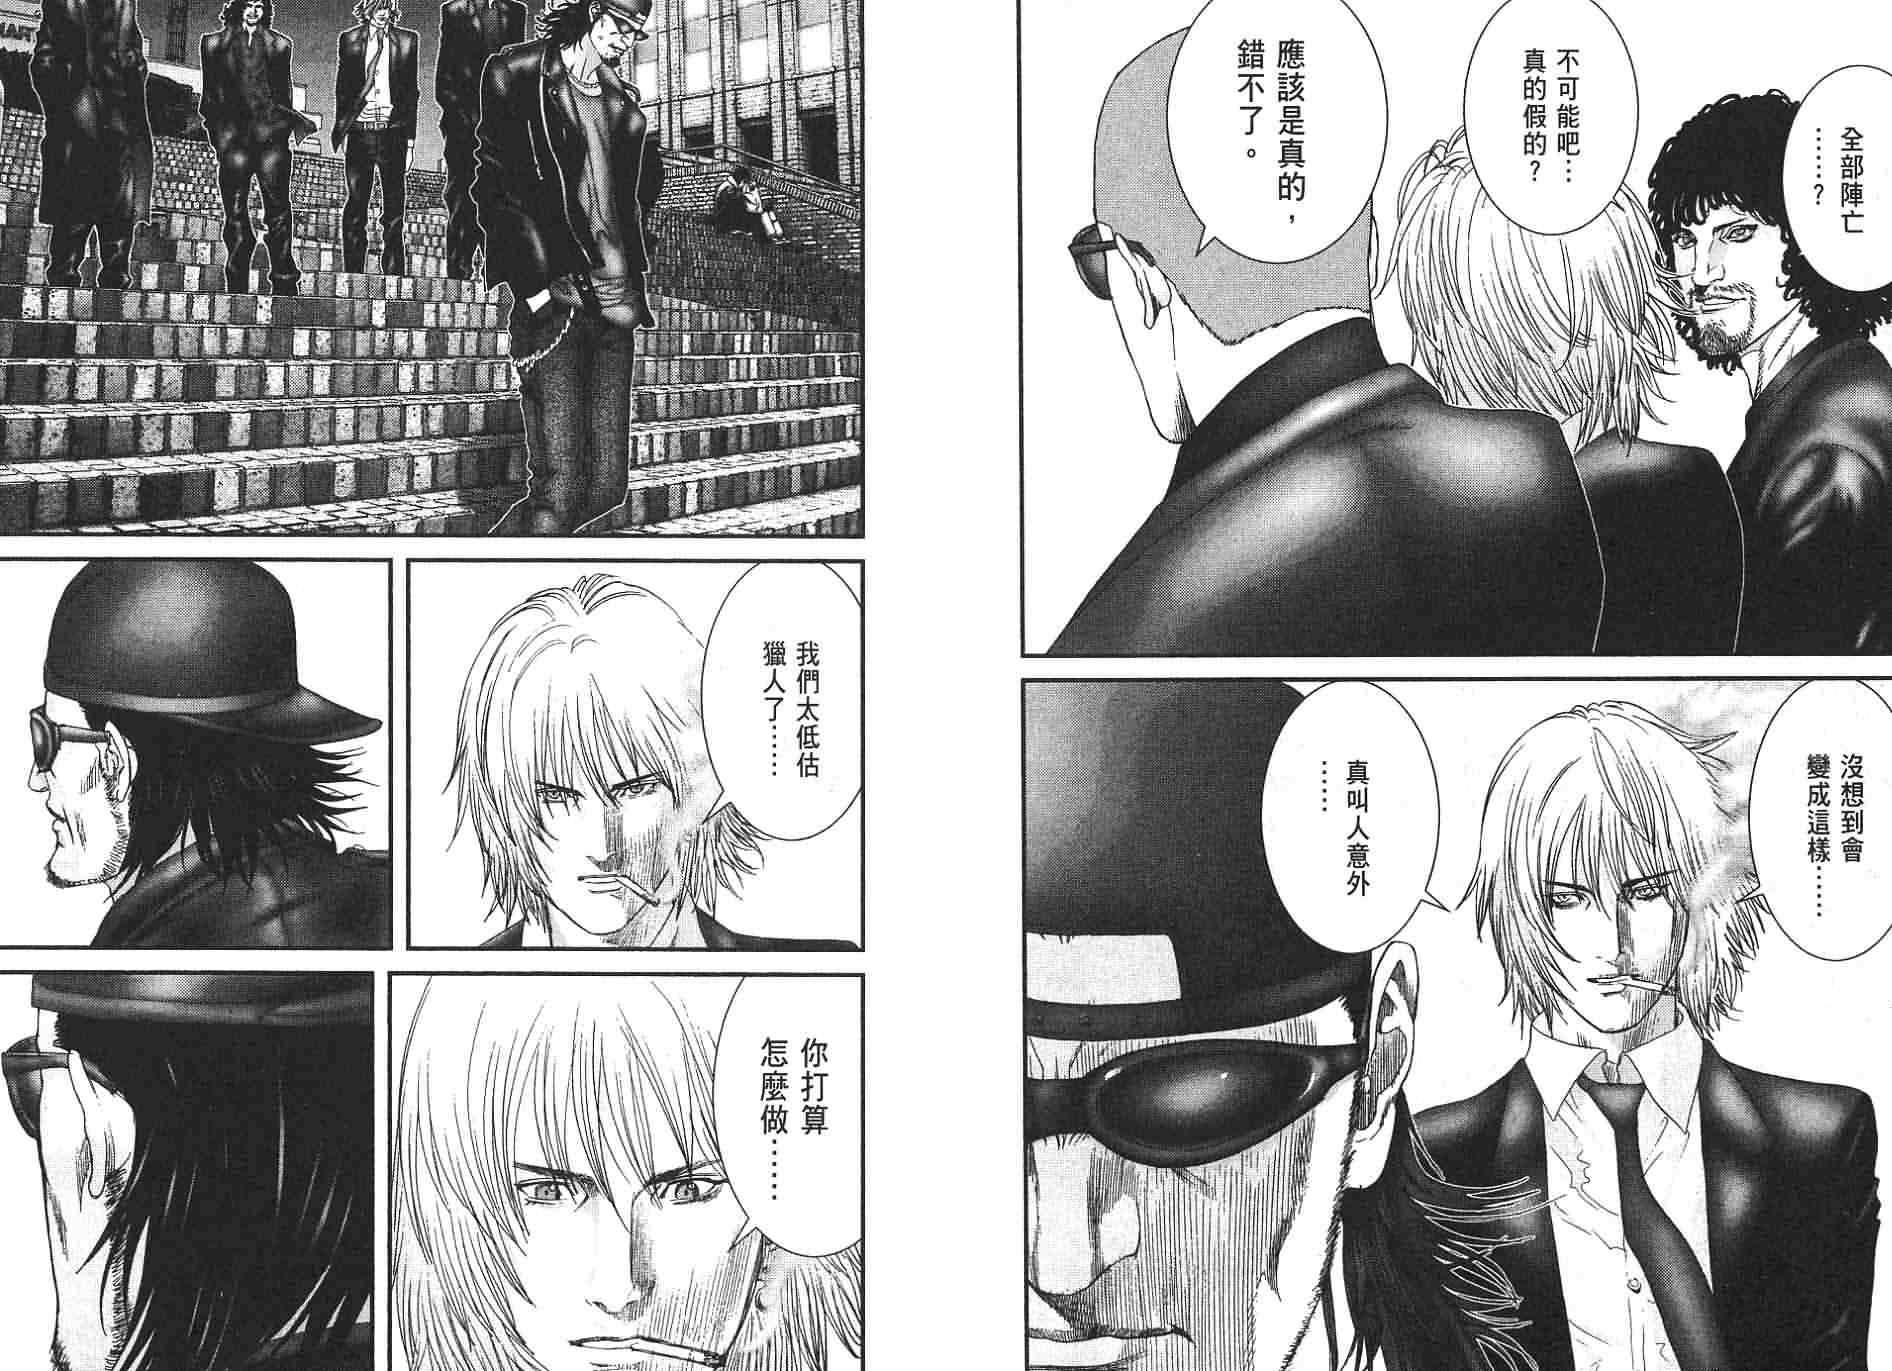 全部陣亡
……？
不可能吧…
真的假的？
應該是真的，
錯不了。
沒想到會
變成這樣……
真叫人意外
……
我們太低估
獵人了……
你打算
怎麼做……